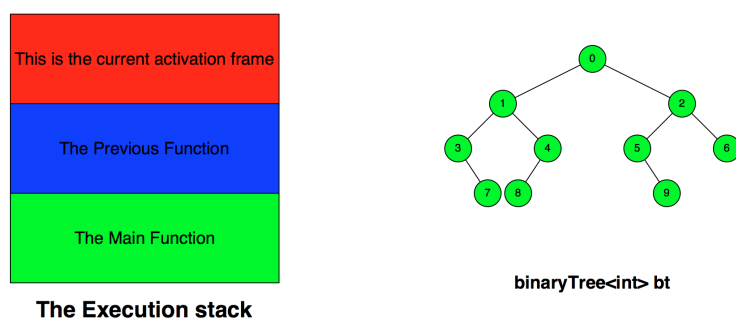 This is the current activation frame
The Previous Function
The Main Function
The Execution stack
0
1
2
3
4
5
6
7
8
9
binaryTree<int> bt